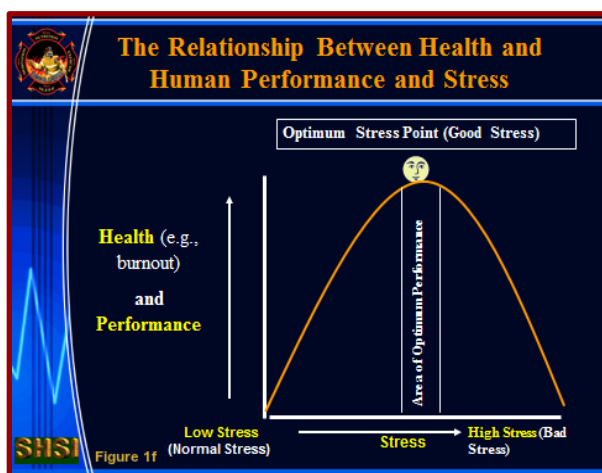 The Relationship Between Health and
Human Performance and Stress
Optimum Stress Point (Good Stress)
Health (e.g.,
burnout)
and
Performance
Area of Optimum Performance
Low Stress
(Normal Stress)
Stress
High Stress (Bad
Stress)
SHSI
Figure 1f